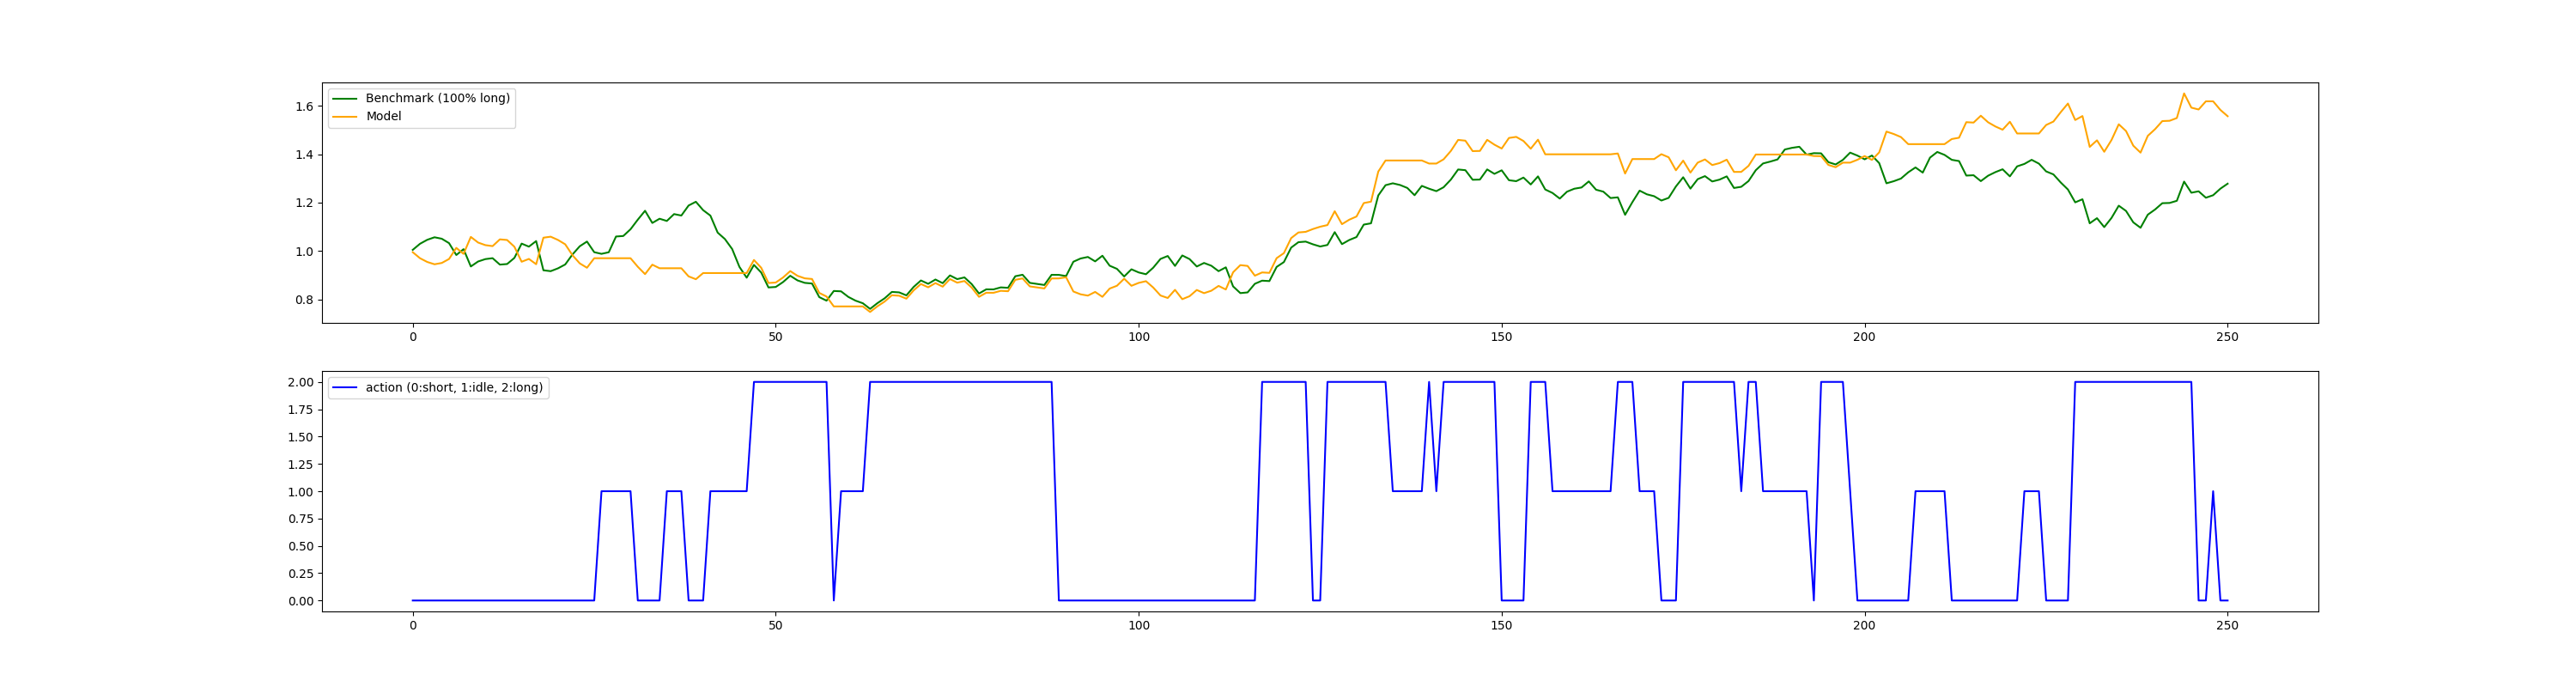 Benchmark (100% long)
Model
1.6
1.4
1.2
1.0
0.8
0 50 100 150 200 250
action (0:short, 1:idle, 2:long)
2.00
1.75
1.50
1.25
1.00
0.75
0.50
0.25
0.00
0 50 100 150 200 250